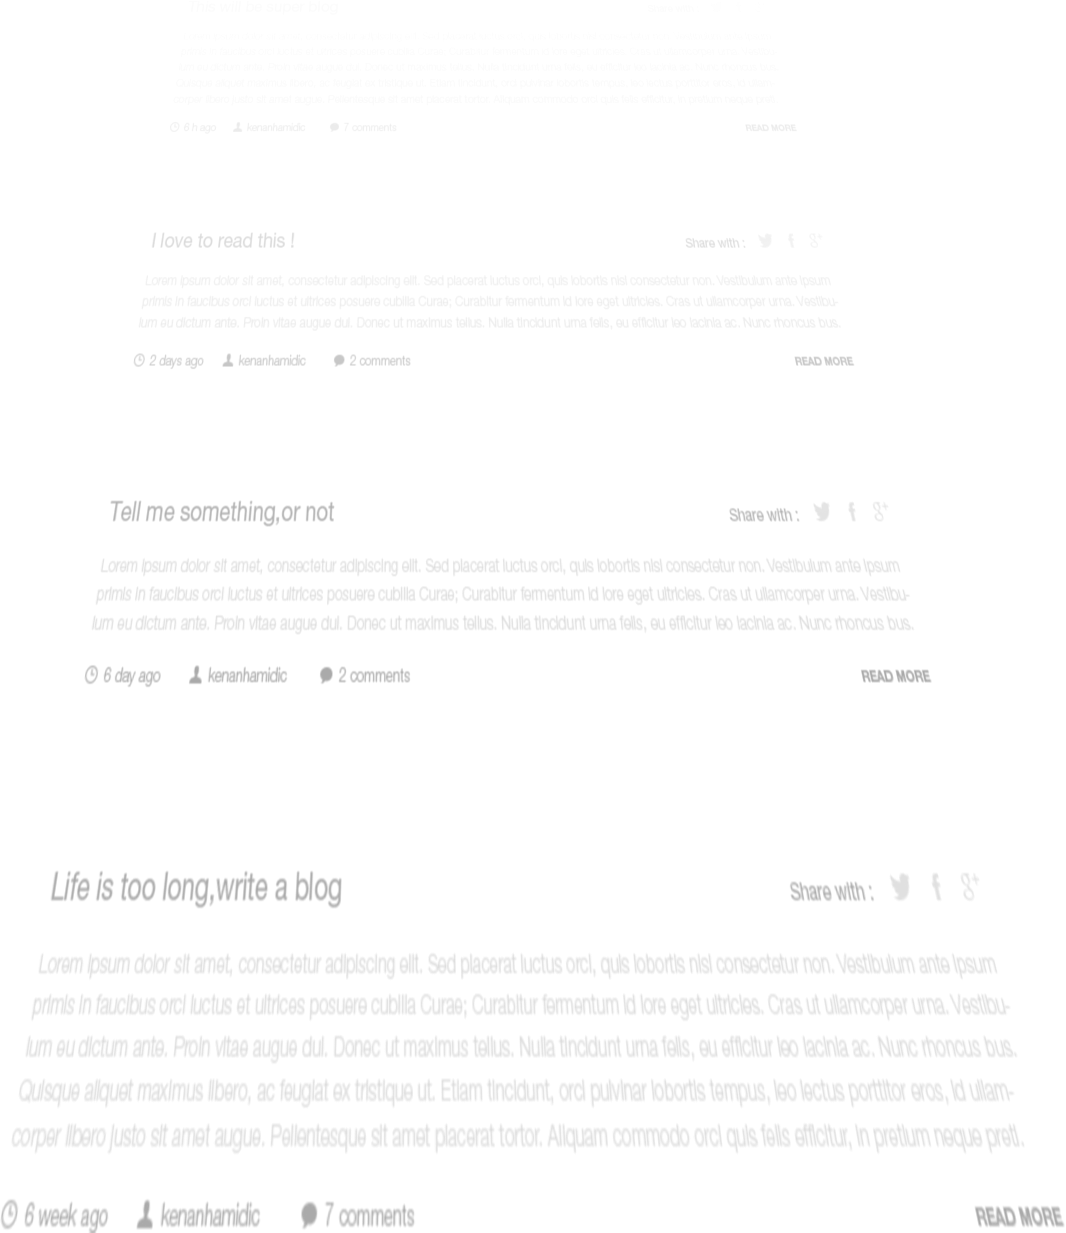 6 h ago kenanhamidic 7 comments READ MORE
I love to read this ! Share with :
Lorem ipsum dolor sit amet, consectetur adipiscing elit. Sed placerat luctus orci, quis lobortis nisl consectetur non. Vestibulum ante ipsum
primis in faucibus orci luctus et ultrices posuere cubilia Curae; Curabitur fermentum id lore eget ultricies. Cras ut ullamcorper urna. Vestibu-
lum eu dictum ante. Proin vitae augue dui. Donec ut maximus tellus. Nulla tincidunt urna felis, eu efficitur leo lacinia ac. Nunc rhoncus bus.
2 days ago kenanhamidic 2 comments READ MORE
Tell me something,or not Share with :
Lorem ipsum dolor sit amet, consectetur adipiscing elit. Sed placerat luctus orci, quis lobortis nisl consectetur non. Vestibulum ante ipsum
primis in faucibus orci luctus et ultrices posuere cubilia Curae; Curabitur fermentum id lore eget ultricies. Cras ut ullamcorper urna. Vestibu-
lum eu dictum ante. Proin vitae augue dui. Donec ut maximus tellus. Nulla tincidunt urna felis, eu efficitur leo lacinia ac. Nunc rhoncus bus.
6 day ago kenanhamidic 2 comments READ MORE
Life is too long,write a blog Share with :
Lorem ipsum dolor sit amet, consectetur adipiscing elit. Sed placerat luctus orci, quis lobortis nisl consectetur non. Vestibulum ante ipsum
primis in faucibus orci luctus et ultrices posuere cubilia Curae; Curabitur fermentum id lore eget ultricies. Cras ut ullamcorper urna. Vestibu-
lum eu dictum ante. Proin vitae augue dui. Donec ut maximus tellus. Nulla tincidunt urna felis, eu efficitur leo lacinia ac. Nunc rhoncus bus.
Quisque aliquet maximus libero, ac feugiat ex tristique ut. Etiam tincidunt, orci pulvinar lobortis tempus, leo lectus porttitor eros, id ullam-
corper libero justo sit amet augue. Pellentesque sit amet placerat tortor. Aliquam commodo orci quis felis efficitur, in pretium neque preti.
6 week ago kenanhamidic 7 comments READ MORE